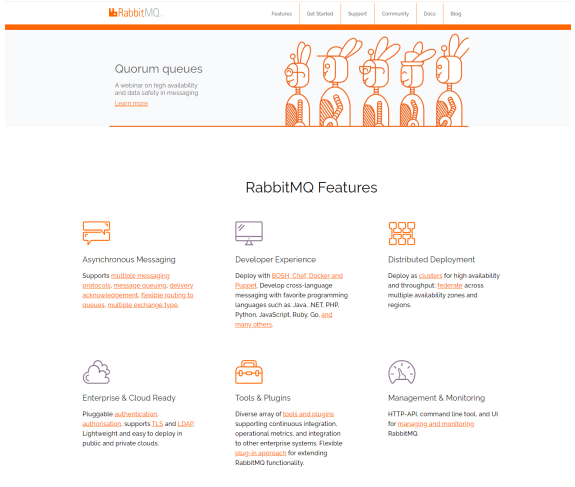 RabbitMQ
Features
Get Started
Support
Community
Docs
Blog
Quorum queues
A webinar on high availability
and data safety in messaging
Learn more
RabbitMQ Features
Asynchronous Messaging
Supports multiple messaging
protocols, message queuing, delivery
acknowledgement, flexible routing to
queues, multiple exchange type.
Developer Experience
Deploy with BOSH, Chef, Docker and
Puppet. Develop cross-language
messaging with favorite programming
languages such as: Java, .NET, PHP,
Python, JavaScript, Ruby, Go, and
many others.
Distributed Deployment
Deploy as clusters for high availability
and throughput; federate across
multiple availability zones and
regions.
Enterprise & Cloud Ready
Pluggable authentication,
authorisation, supports TLS and LDAP.
Lightweight and easy to deploy in
public and private clouds.
Tools & Plugins
Diverse array of tools and plugins
supporting continuous integration,
operational metrics, and integration
to other enterprise systems. Flexible
plug-in approach for extending
RabbitMQ functionality.
Management & Monitoring
HTTP-API, command line tool, and UI
for managing and monitoring
RabbitMQ.